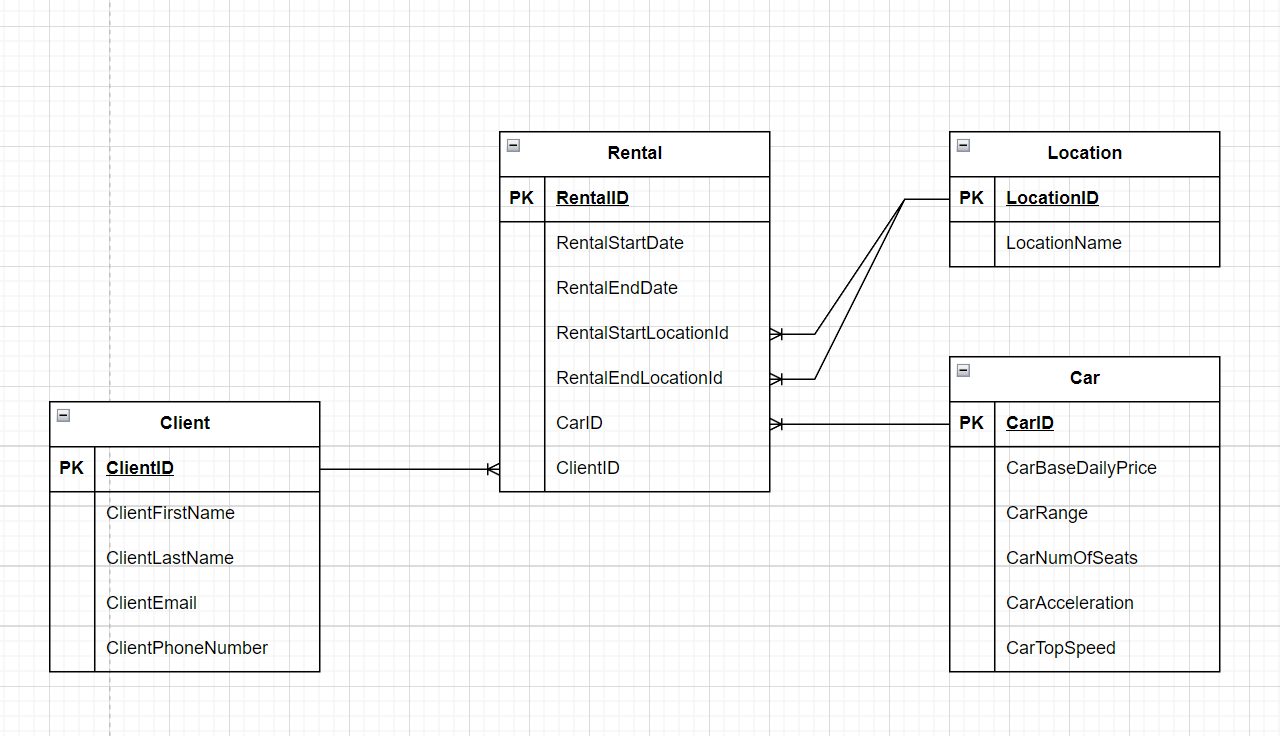 Rental
PK RentalID
RentalStartDate
RentalEndDate
RentalStartLocationId
RentalEndLocationId
CarID
ClientID
Location
PK LocationID
LocationName
Client
PK ClientID
ClientFirstName
ClientLastName
ClientEmail
ClientPhoneNumber
Car
PK CarID
CarBaseDailyPrice
CarRange
CarNumOfSeats
CarAcceleration
CarTopSpeed